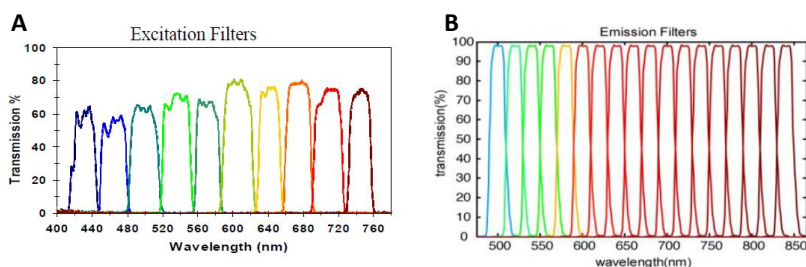 A
Excitation Filters
Transmission %
100
80
60
40
20
0
400 440 480 520 560 600 640 680 720 760
Wavelength (nm)
B
Emission Filters
transmission(%)
100
90
80
70
60
50
40
30
20
10
0
500 550 600 650 700 750 800 850
wavelength(nm)